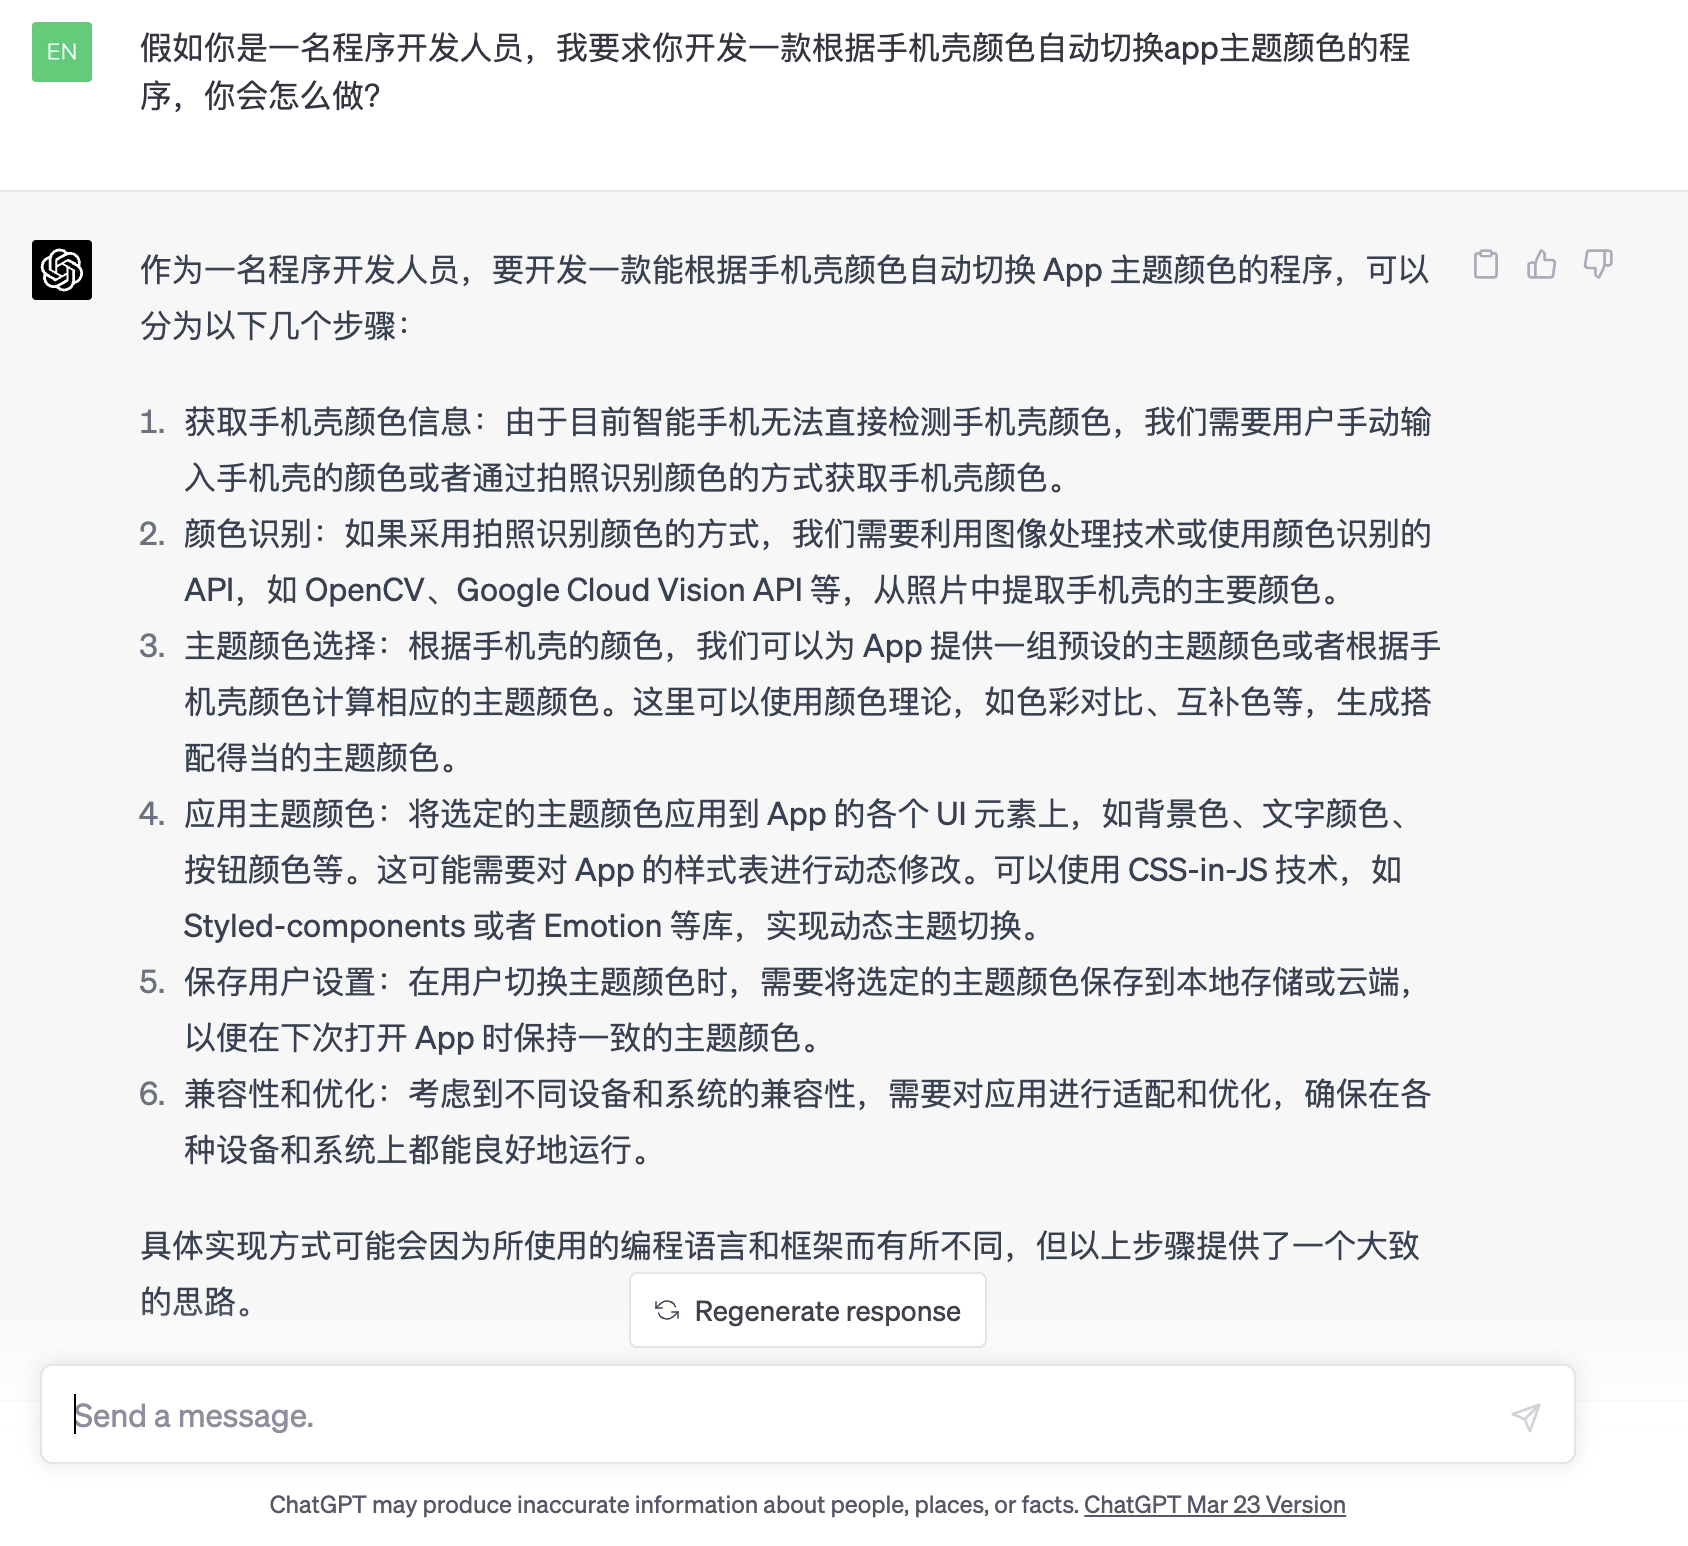 EN
假如你是一名程序开发人员，我要求你开发一款根据手机壳颜色自动切换app主题颜色的程
序，你会怎么做?
作为一名程序开发人员，要开发一款能根据手机壳颜色自动切换 App 主题颜色的程序，可以
分为以下几个步骤：
1. 获取手机壳颜色信息：由于目前智能手机无法直接检测手机壳颜色，我们需要用户手动输
入手机壳的颜色或者通过拍照识别颜色的方式获取手机壳颜色。
2. 颜色识别：如果采用拍照识别颜色的方式，我们需要利用图像处理技术或使用颜色识别的
API，如 OpenCV、Google Cloud Vision API 等，从照片中提取手机壳的主要颜色。
3. 主题颜色选择：根据手机壳的颜色，我们可以为 App 提供一组预设的主题颜色或者根据手
机壳颜色计算相应的主题颜色。这里可以使用颜色理论，如色彩对比、互补色等，生成搭
配得当的主题颜色。
4. 应用主题颜色：将选定的主题颜色应用到 App 的各个 UI 元素上，如背景色、文字颜色、
按钮颜色等。这可能需要对 App 的样式表进行动态修改。可以使用 CSS-in-JS 技术，如
Styled-components 或者 Emotion 等库，实现动态主题切换。
5. 保存用户设置：在用户切换主题颜色时，需要将选定的主题颜色保存到本地存储或云端，
以便在下次打开 App 时保持一致的主题颜色。
6. 兼容性和优化：考虑到不同设备和系统的兼容性，需要对应用进行适配和优化，确保在各
种设备和系统上都能良好地运行。
具体实现方式可能会因为所使用的编程语言和框架而有所不同，但以上步骤提供了一个大致
的思路。
Regenerate response
Send a message.
ChatGPT may produce inaccurate information about people, places, or facts. ChatGPT Mar 23 Version